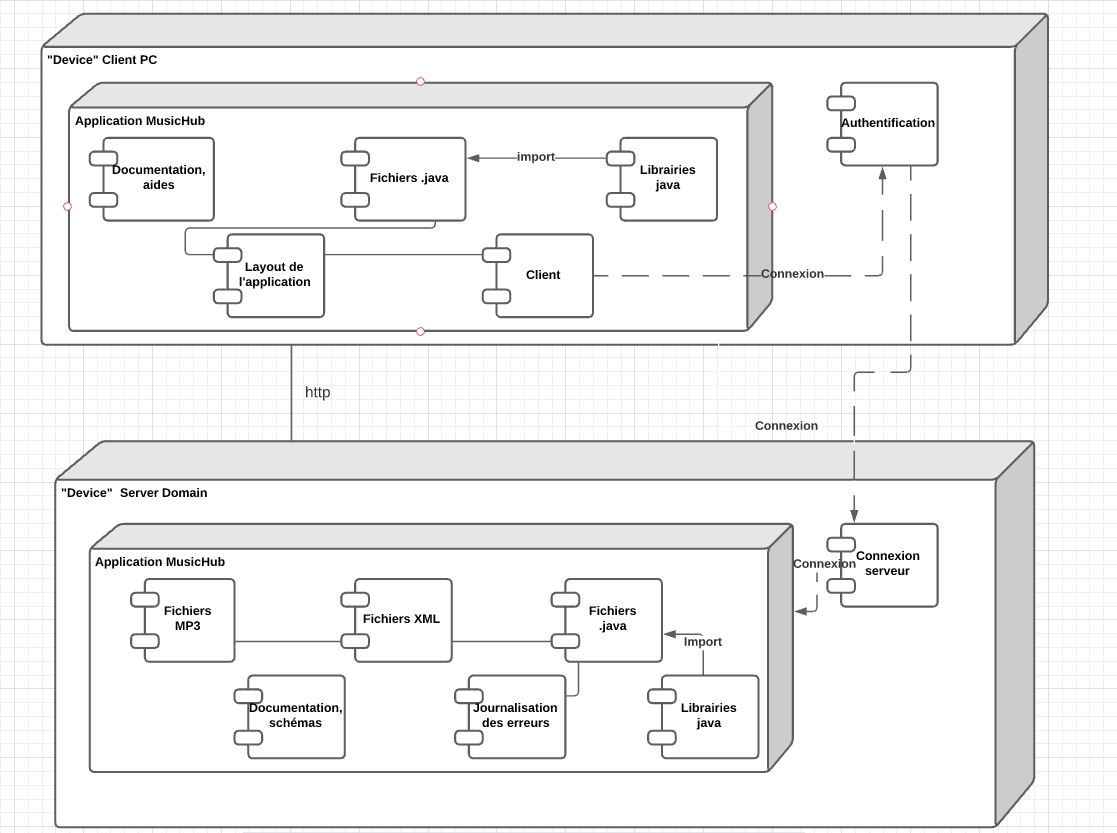 "Device" Client PC
Application MusicHub
Authentification
Documentation,
aides
Fichiers .java
import
Librairies
java
Layout de
l'application
Client
Connexion
http
Connexion
"Device"  Server Domain
Application MusicHub
Connexion
Connexion
serveur
Fichiers
MP3
Fichiers XML
Fichiers
.java
Import
Documentation,
schémas
Journalisation
des erreurs
Librairies
java